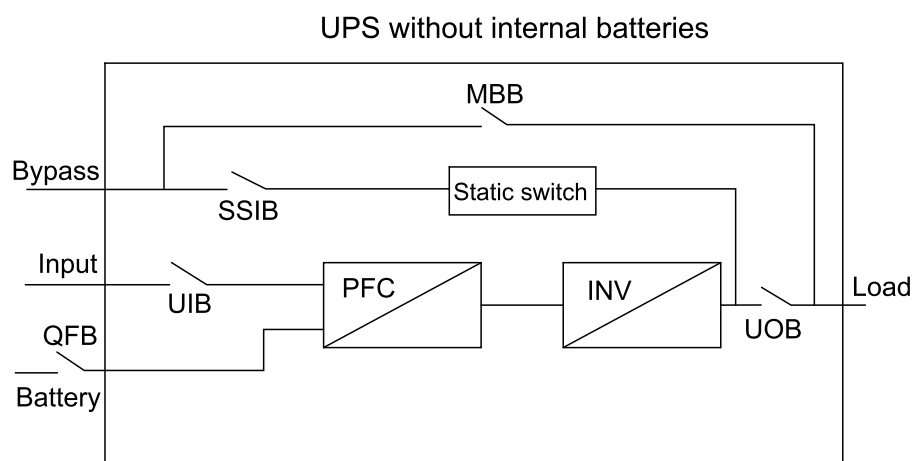 UPS without internal batteries
MBB
Bypass
SSIB
Static switch
Input
UIB
PFC
INV
UOB
Load
QFB
Battery